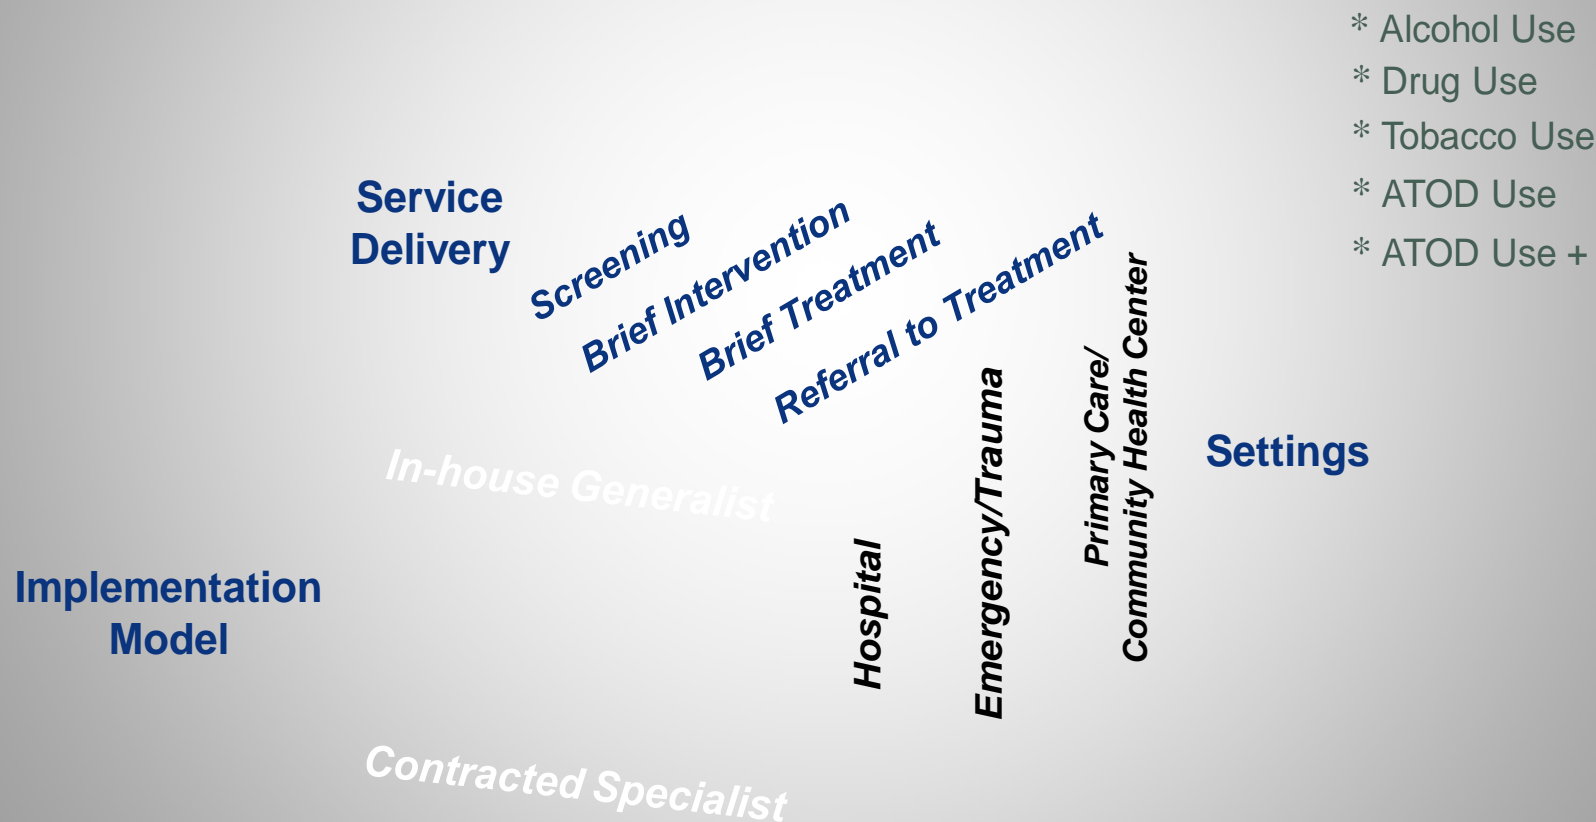 * Alcohol Use
* Drug Use
* Tobacco Use
* ATOD Use
* ATOD Use +
Service
Delivery
Screening
Brief Intervention
Brief Treatment
Referral to Treatment
In-house Generalist
Contracted Specialist
Implementation
Model
Hospital
Emergency/Trauma
Primary Care/
Community Health Center
Settings